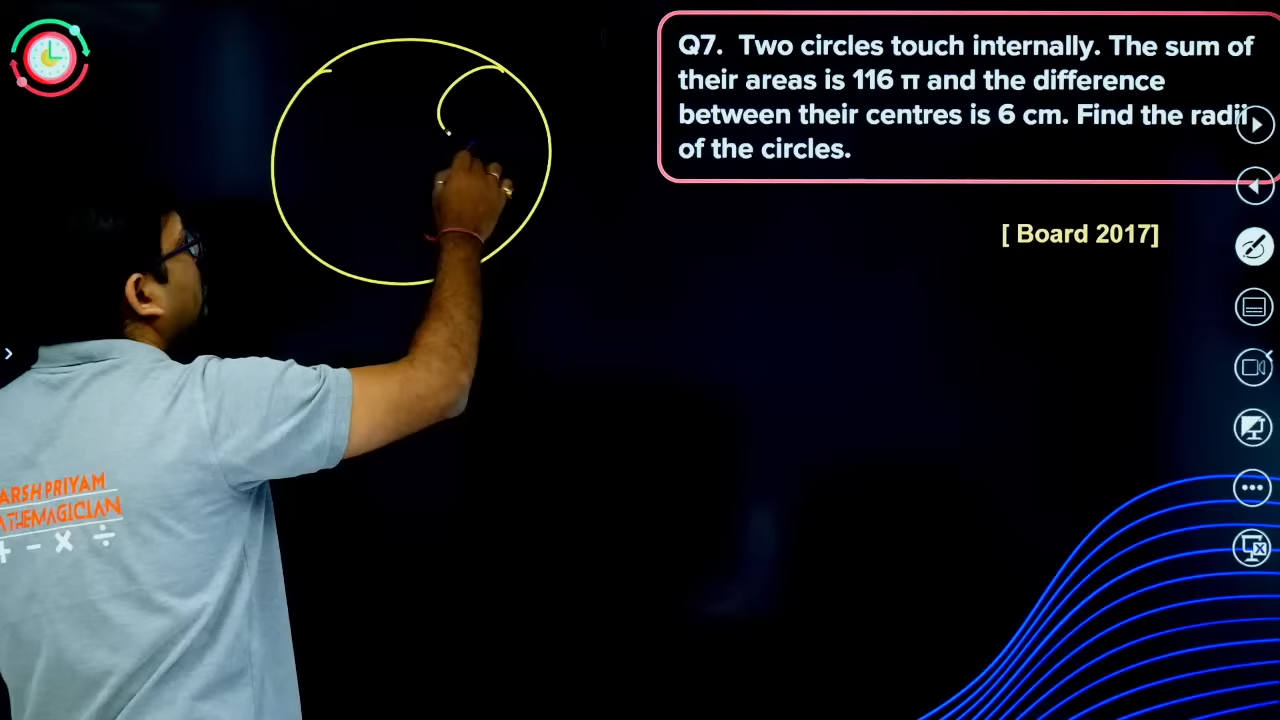 Q7. Two circles touch internally. The sum of
their areas is 116 π and the difference
between their centres is 6 cm. Find the radii
of the circles.
[ Board 2017]
ARSH PRIYAM
ATHEMAGICIAN
+ − × ÷